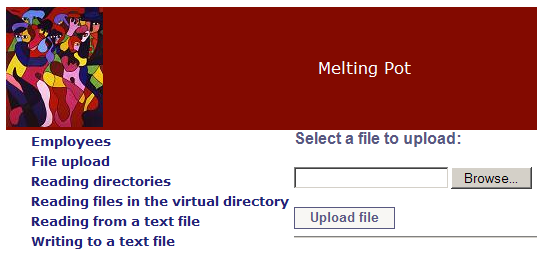 Melting Pot
Employees
File upload
Reading directories
Reading files in the virtual directory
Reading from a text file
Writing to a text file
Select a file to upload:
Browse...
Upload file